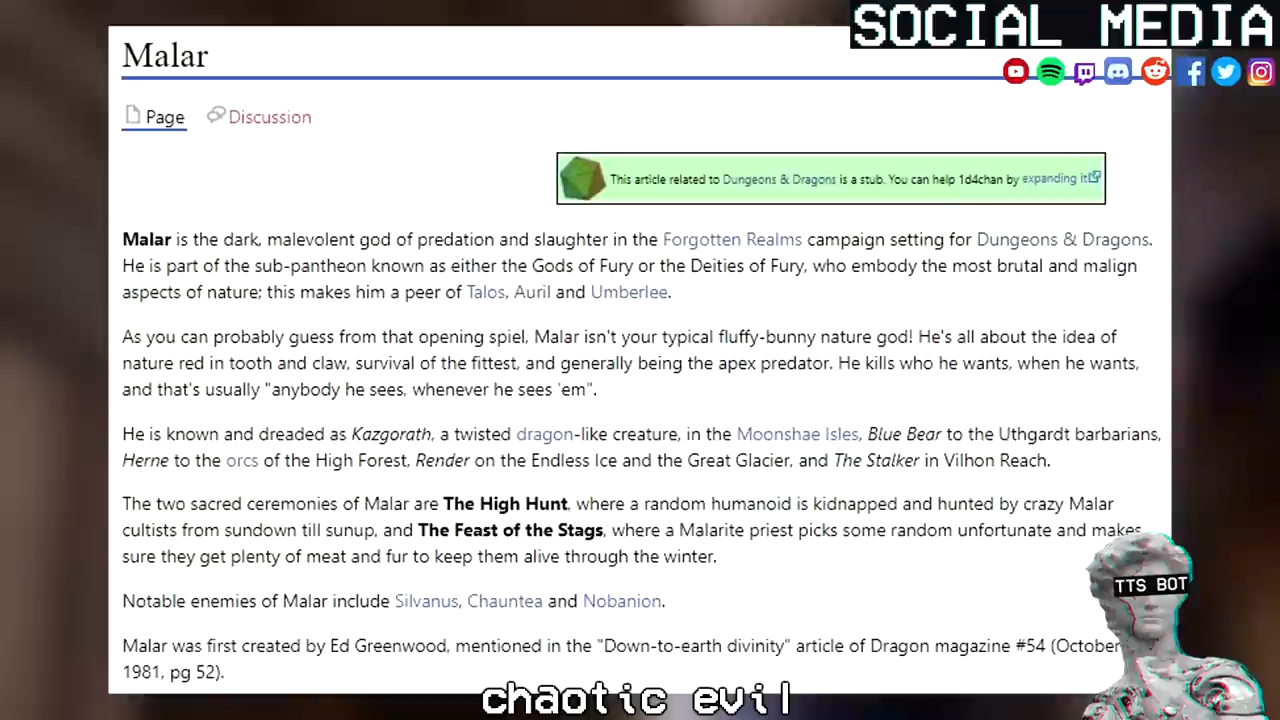 SOCIAL MEDIA
Malar
Page
Discussion
This article related to Dungeons & Dragons is a stub. You can help 1d4chan by expanding it
Malar is the dark, malevolent god of predation and slaughter in the Forgotten Realms campaign setting for Dungeons & Dragons.
He is part of the sub-pantheon known as either the Gods of Fury or the Deities of Fury, who embody the most brutal and malign
aspects of nature; this makes him a peer of Talos, Auril and Umberlee.
As you can probably guess from that opening spiel, Malar isn't your typical fluffy-bunny nature god! He's all about the idea of
nature red in tooth and claw, survival of the fittest, and generally being the apex predator. He kills who he wants, when he wants,
and that's usually "anybody he sees, whenever he sees 'em".
He is known and dreaded as Kazgorath, a twisted dragon-like creature, in the Moonshae Isles, Blue Bear to the Uthgardt barbarians,
Herne to the orcs of the High Forest, Render on the Endless Ice and the Great Glacier, and The Stalker in Vilhon Reach.
The two sacred ceremonies of Malar are The High Hunt, where a random humanoid is kidnapped and hunted by crazy Malar
cultists from sundown till sunup, and The Feast of the Stags, where a Malarite priest picks some random unfortunate and makes
sure they get plenty of meat and fur to keep them alive through the winter.
TTS BOT
Notable enemies of Malar include Silvanus, Chauntea and Nobanion.
Malar was first created by Ed Greenwood, mentioned in the "Down-to-earth divinity" article of Dragon magazine #54 (October
1981, pg 52).
chaotic evil